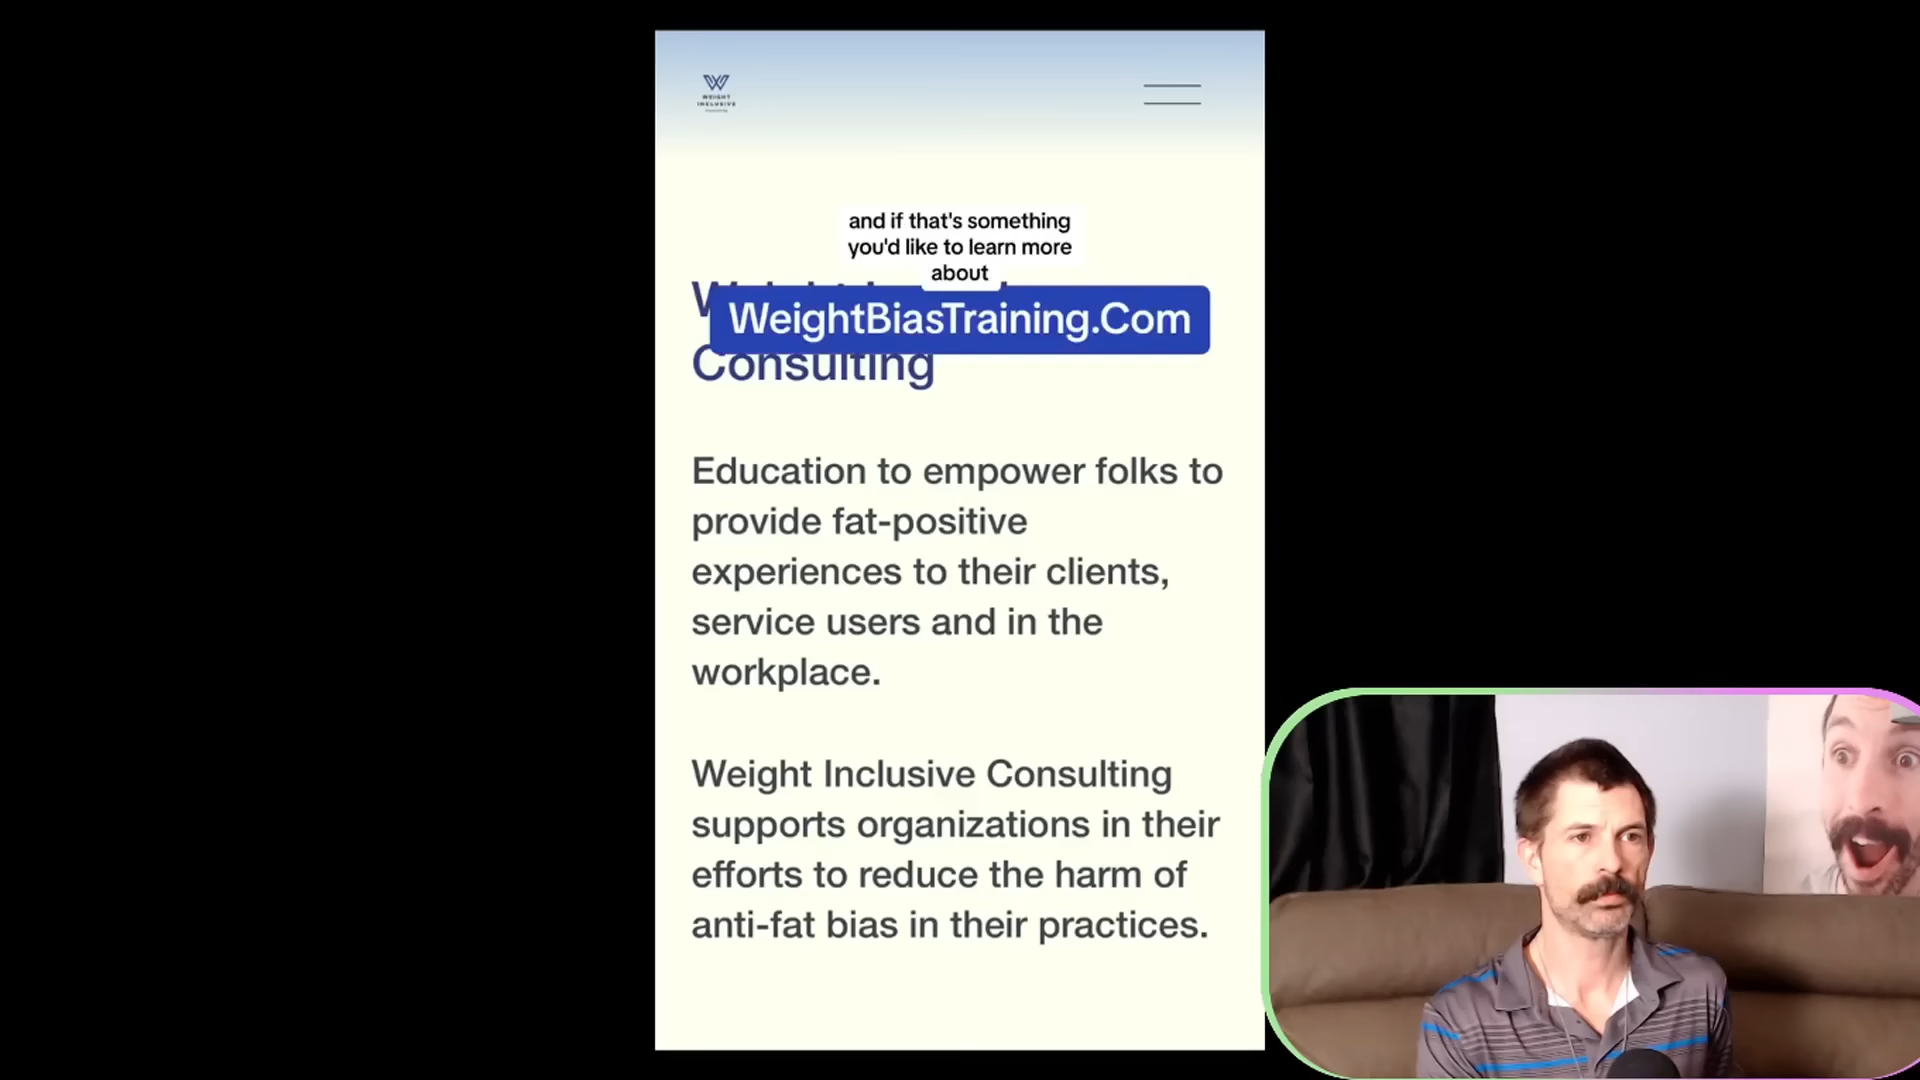 WEIGHT
INCLUSIVE
and if that's something
you'd like to learn more
about
WeightBiasTraining.Com
Consulting
Education to empower folks to
provide fat-positive
experiences to their clients,
service users and in the
workplace.
Weight Inclusive Consulting
supports organizations in their
efforts to reduce the harm of
anti-fat bias in their practices.